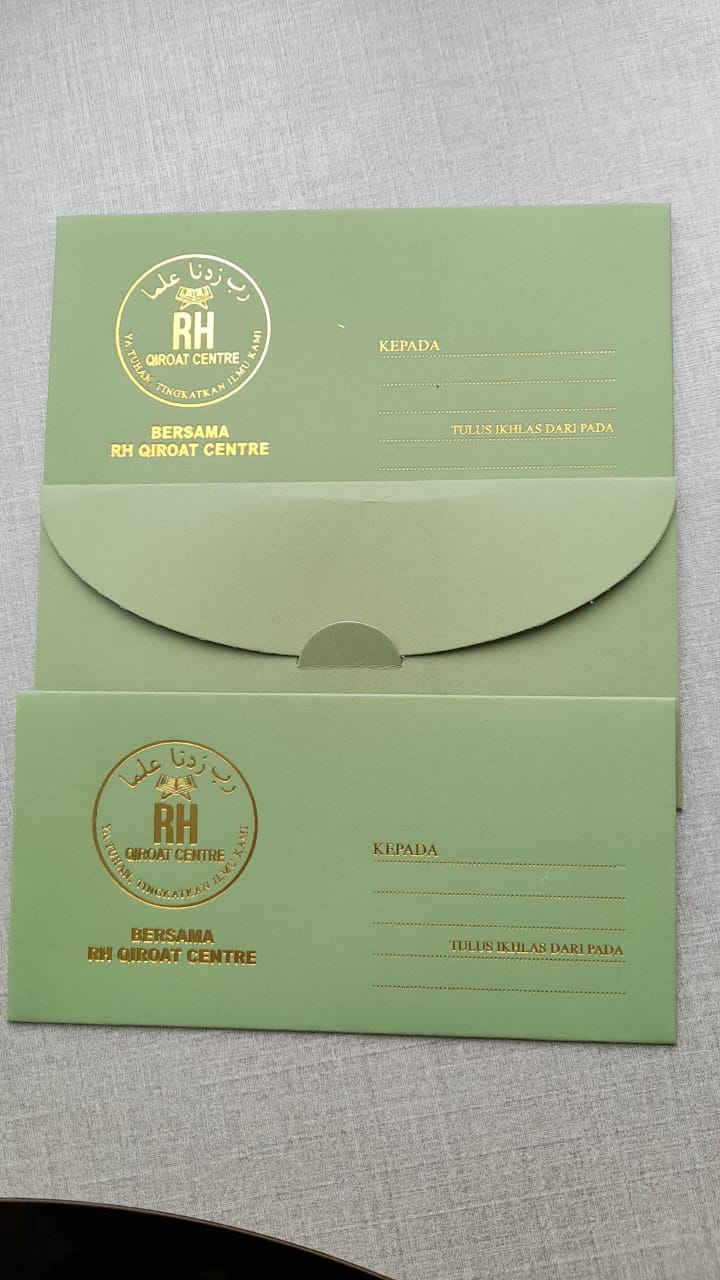 رب زدنا علما
RH
QIROAT CENTRE
YA TUHAN, TINGKATKAN ILMU KAMI
BERSAMA
RH QIROAT CENTRE
KEPADA
TULUS IKHLAS DARI PADA
رب زدنا علما
RH
QIROAT CENTRE
YA TUHAN, TINGKATKAN ILMU KAMI
BERSAMA
RH QIROAT CENTRE
KEPADA
TULUS IKHLAS DARI PADA